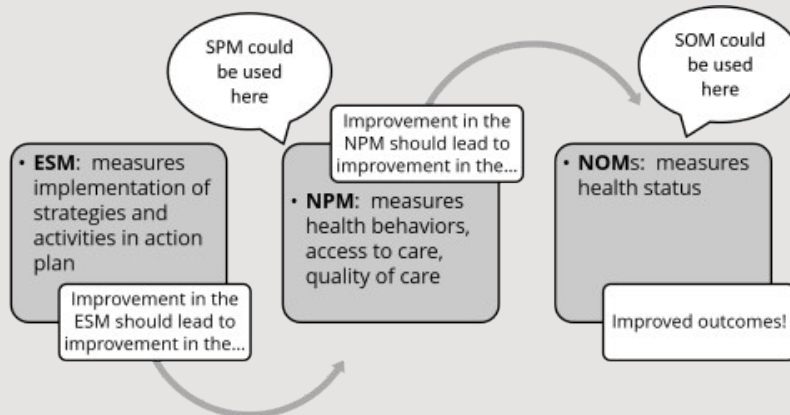 SPM could
be used
here
SOM could
be used
here
• ESM: measures
implementation of
strategies and
activities in action
plan
Improvement in the
ESM should lead to
improvement in the...
Improvement in the
NPM should lead to
improvement in the...
• NPM: measures
health behaviors,
access to care,
quality of care
• NOMs: measures
health status
Improved outcomes!